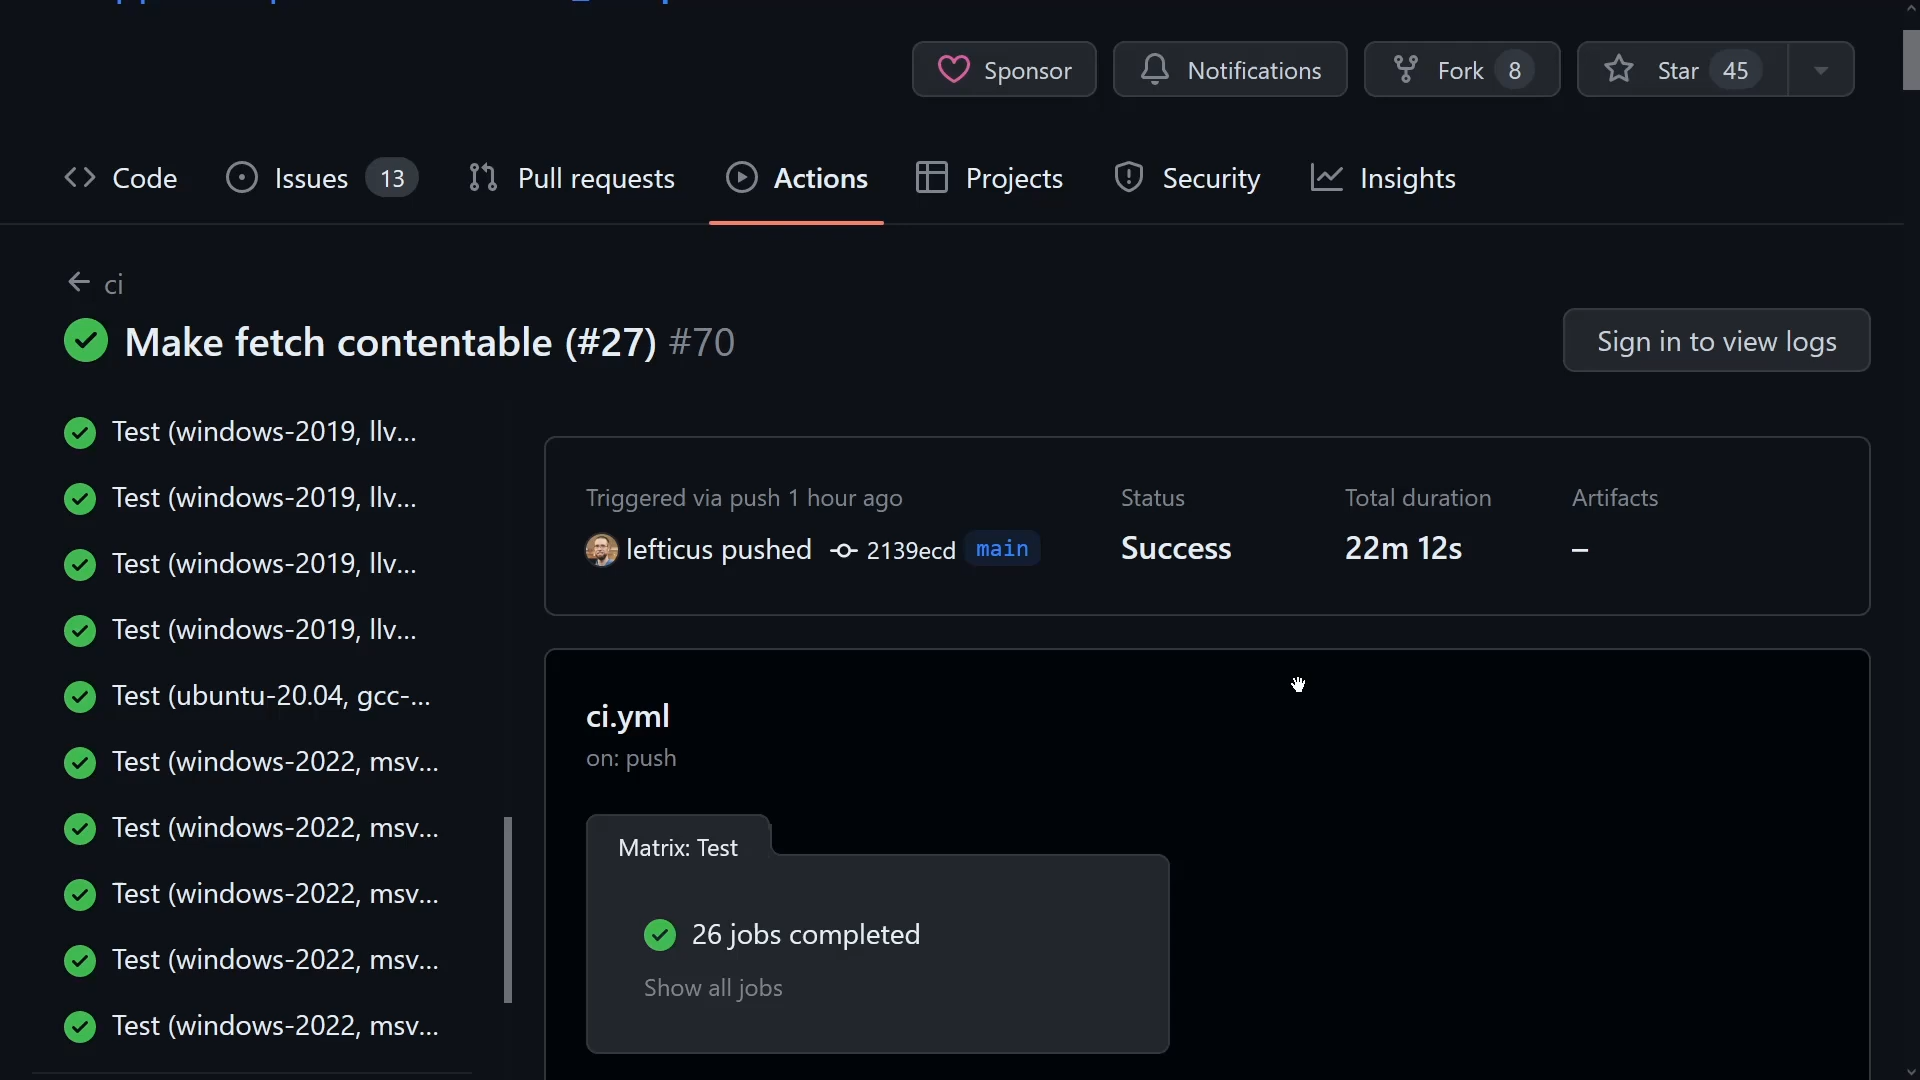 Sponsor Notifications Fork 8 Star 45
Code Issues 13 Pull requests Actions Projects Security Insights
ci
Make fetch contentable (#27) #70
Sign in to view logs
Test (windows-2019, llv...
Test (windows-2019, llv...
Test (windows-2019, llv...
Test (windows-2019, llv...
Test (ubuntu-20.04, gcc-...
Test (windows-2022, msv...
Test (windows-2022, msv...
Test (windows-2022, msv...
Test (windows-2022, msv...
Test (windows-2022, msv...
Triggered via push 1 hour ago
lefticus pushed 2139ecd main
Status
Success
Total duration
22m 12s
Artifacts
–
ci.yml
on: push
Matrix: Test
26 jobs completed
Show all jobs